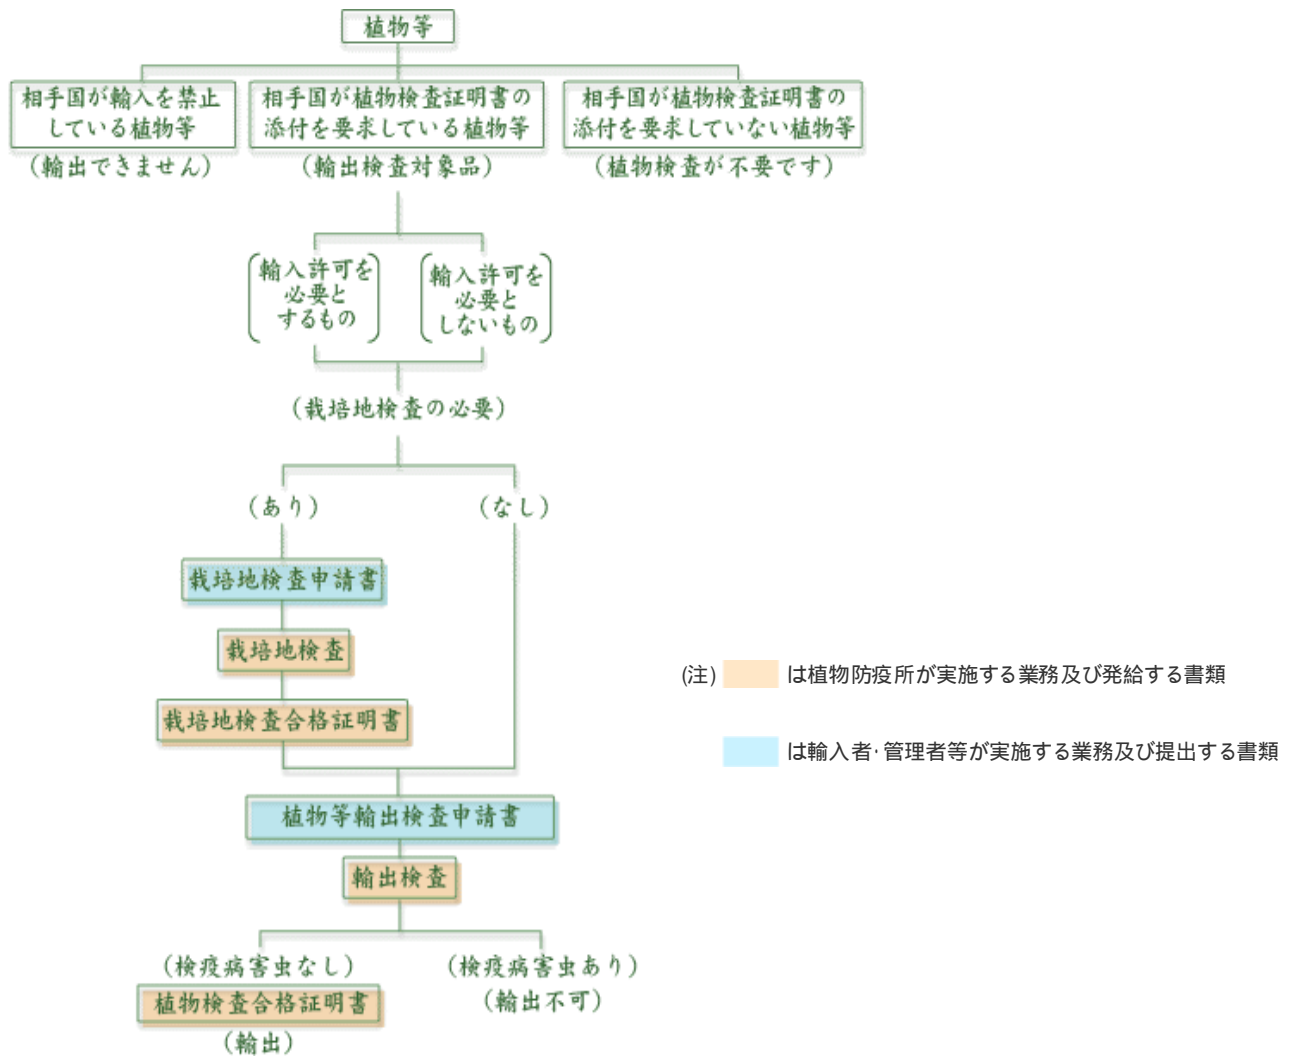 植物等
相手国が輸入を禁止
している植物等
(輸出できません)
相手国が植物検査証明書の
添付を要求している植物等
(輸出検査対象品)
相手国が植物検査証明書の
添付を要求していない植物等
(植物検査が不要です)
輸入許可を
必要と
するもの
輸入許可を
必要と
しないもの
(栽培地検査の必要)
(あり)
(なし)
栽培地検査申請書
栽培地検査
栽培地検査合格証明書
(注) は植物防疫所が実施する業務及び発給する書類
は輸入者・管理者等が実施する業務及び提出する書類
植物等輸出検査申請書
輸出検査
(検疫病害虫なし)
植物検査合格証明書
(輸出)
(検疫病害虫あり)
(輸出不可)